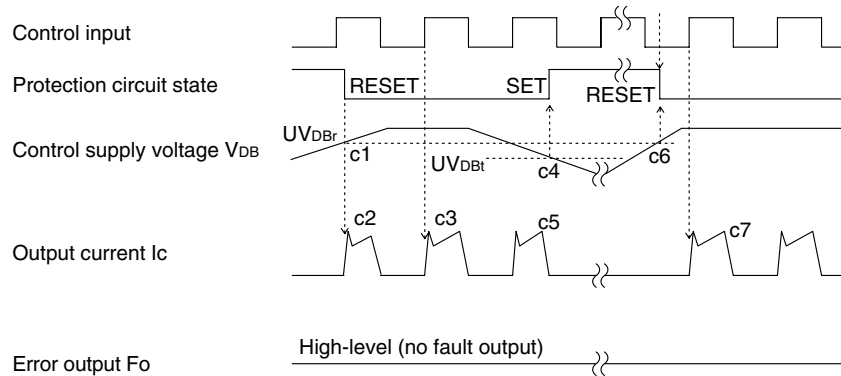 Control input
Protection circuit state
RESET
SET
RESET
Control supply voltage VDB
UVDBr
c1
UVDBt
c4
c6
Output current Ic
c2
c3
c5
c7
Error output Fo
High-level (no fault output)